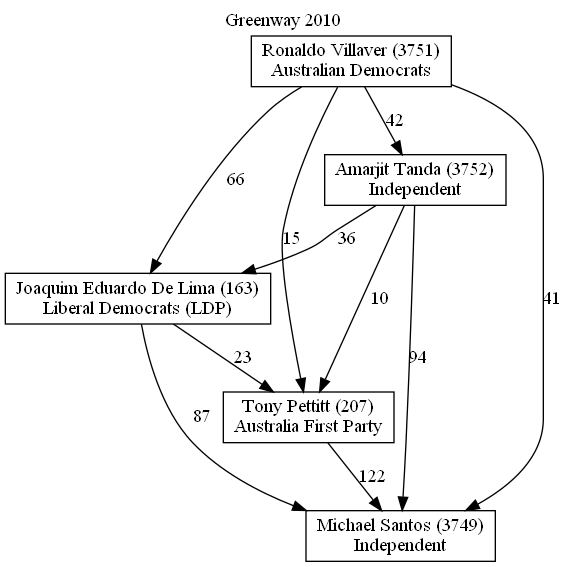 Greenway 2010
Ronaldo Villaver (3751)
Australian Democrats
42
Amarjit Tanda (3752)
Independent
66
15
36
Joaquim Eduardo De Lima (163)
Liberal Democrats (LDP)
10
41
23
94
Tony Pettitt (207)
Australia First Party
87
122
Michael Santos (3749)
Independent